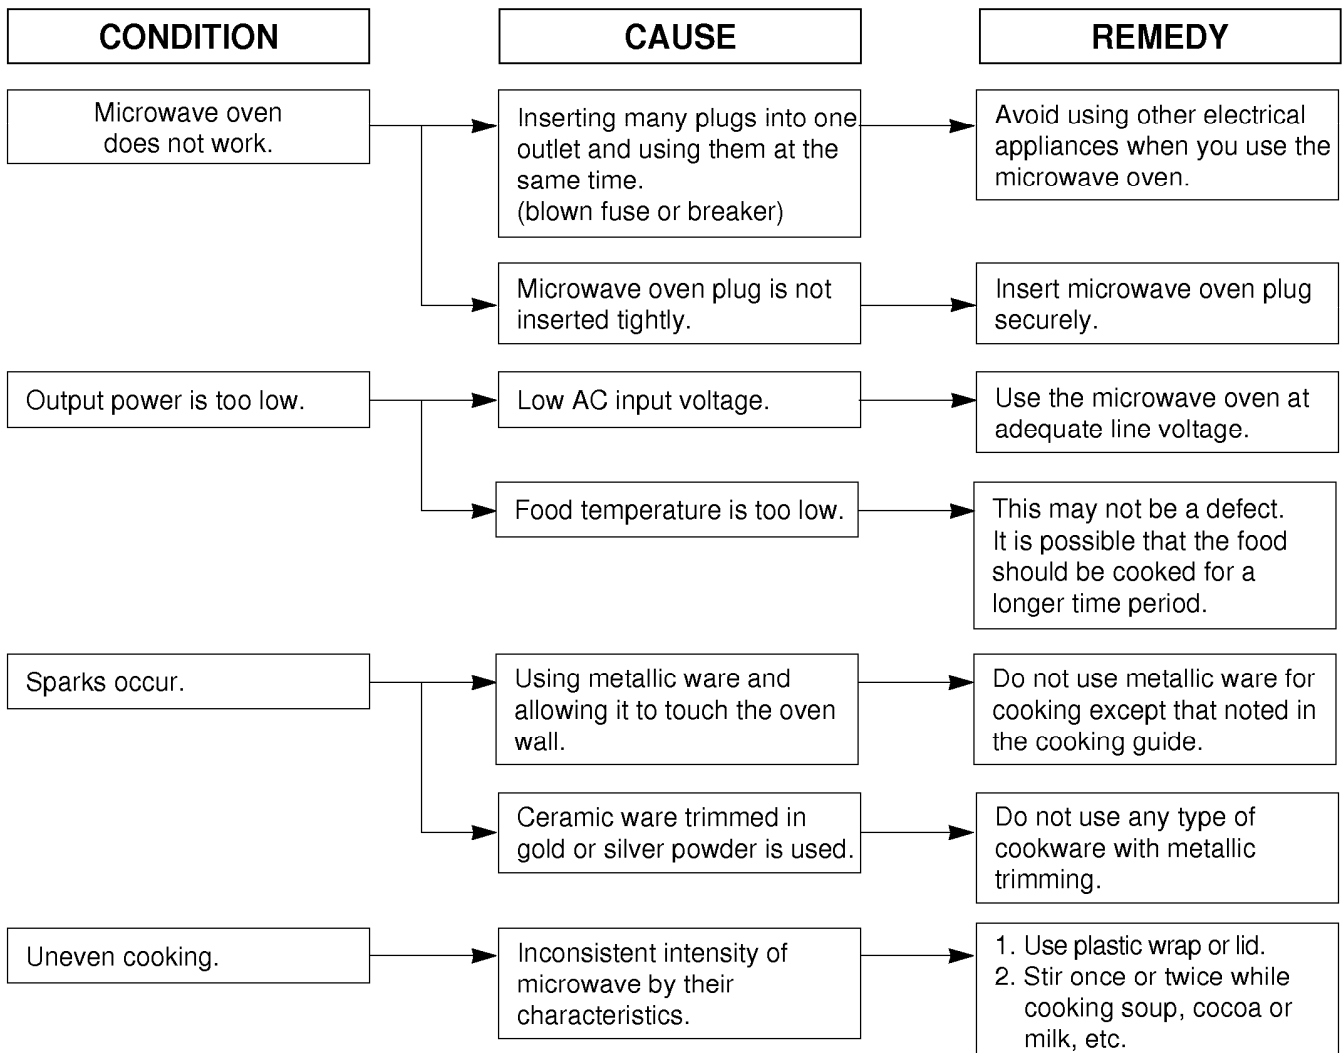 CONDITION
CAUSE
REMEDY
Microwave oven
does not work.
Inserting many plugs into one
outlet and using them at the
same time.
(blown fuse or breaker)
Avoid using other electrical
appliances when you use the
microwave oven.
Microwave oven plug is not
inserted tightly.
Insert microwave oven plug
securely.
Output power is too low.
Low AC input voltage.
Use the microwave oven at
adequate line voltage.
Food temperature is too low.
This may not be a defect.
It is possible that the food
should be cooked for a
longer time period.
Sparks occur.
Using metallic ware and
allowing it to touch the oven
wall.
Do not use metallic ware for
cooking except that noted in
the cooking guide.
Ceramic ware trimmed in
gold or silver powder is used.
Do not use any type of
cookware with metallic
trimming.
Uneven cooking.
Inconsistent intensity of
microwave by their
characteristics.
1. Use plastic wrap or lid.
2. Stir once or twice while
cooking soup, cocoa or
milk, etc.